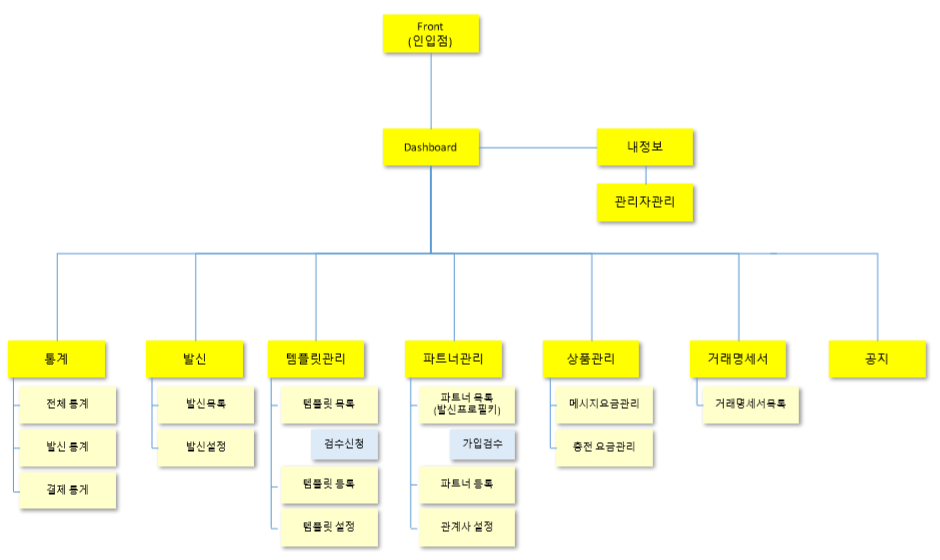 Front
(인입점)
Dashboard
내정보
관리자관리
통계
발신
템플릿관리
파트너관리
상품관리
거래명세서
공지
전체 통계
발신목록
템플릿 목록
파트너 목록
(발신프로필키)
메시지요금관리
거래명세서목록
발신 통계
발신설정
검수신청
가입검수
충전 요금관리
결제 통게
템플릿 등록
파트너 등록
템플릿 설정
관계사 설정